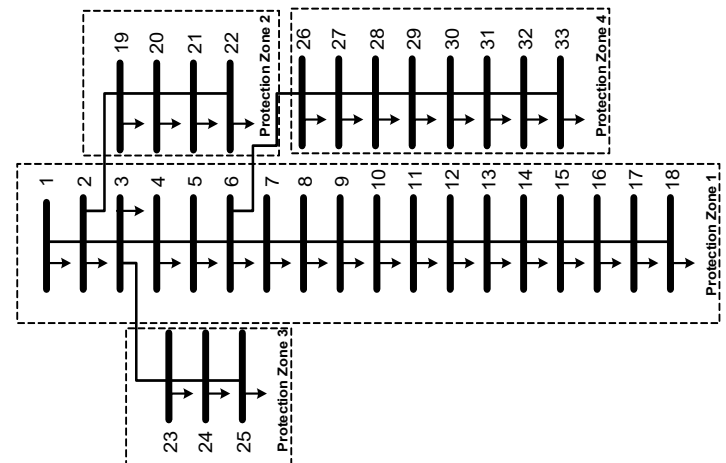 19 20 21 22
Protection Zone 2
26 27 28 29 30 31 32 33
Protection Zone 4
1 2 3 4 5 6 7 8 9 10 11 12 13 14 15 16 17 18
Protection Zone 1
23 24 25
Protection Zone 3